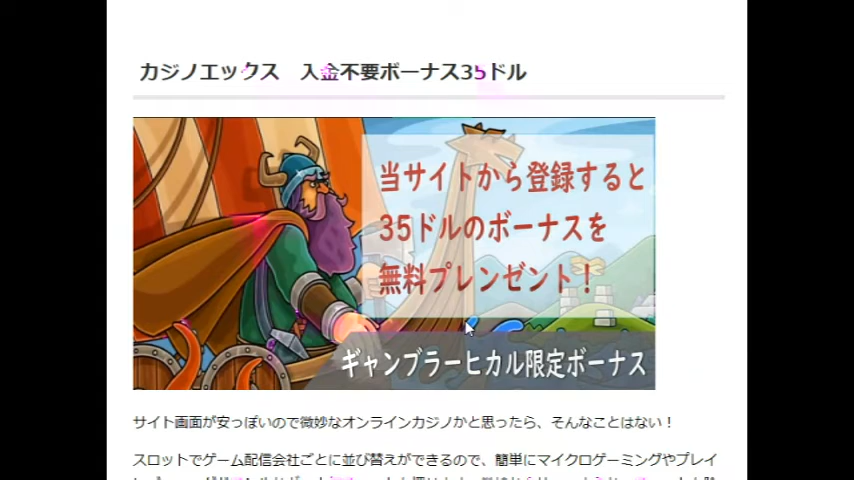 カジノエックス　入金不要ボーナス35ドル
当サイトから登録すると
35ドルのボーナスを
無料プレンゼント！
ギャンブラーヒカル限定ボーナス
サイト画面が安っぽいので微妙なオンラインカジノかと思ったら、そんなことはない！
スロットでゲーム配信会社ごとに並び替えができるので、簡単にマイクロゲーミングやプレイ